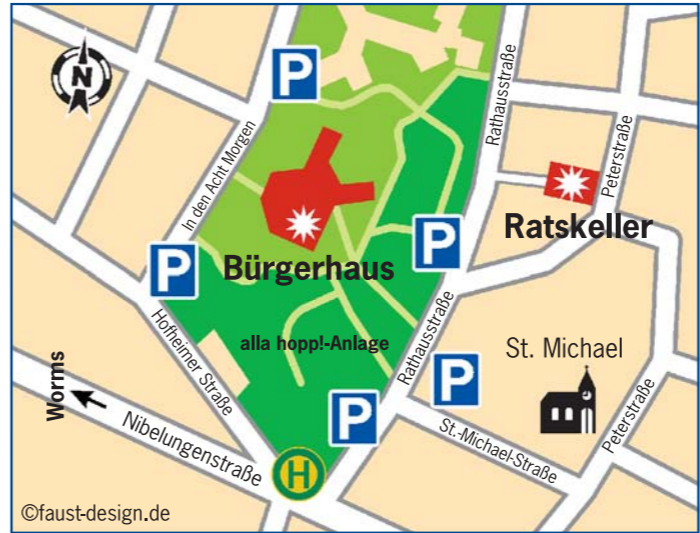 N
P
In den Acht Morgen
Rathausstraße
Peterstraße
Ratskeller
P
P
Bürgerhaus
Hofheimer Straße
alla hopp!-Anlage
Rathausstraße
St. Michael
Worms
P
P
Nibelungenstraße
St.-Michael-Straße
Peterstraße
H
©faust-design.de